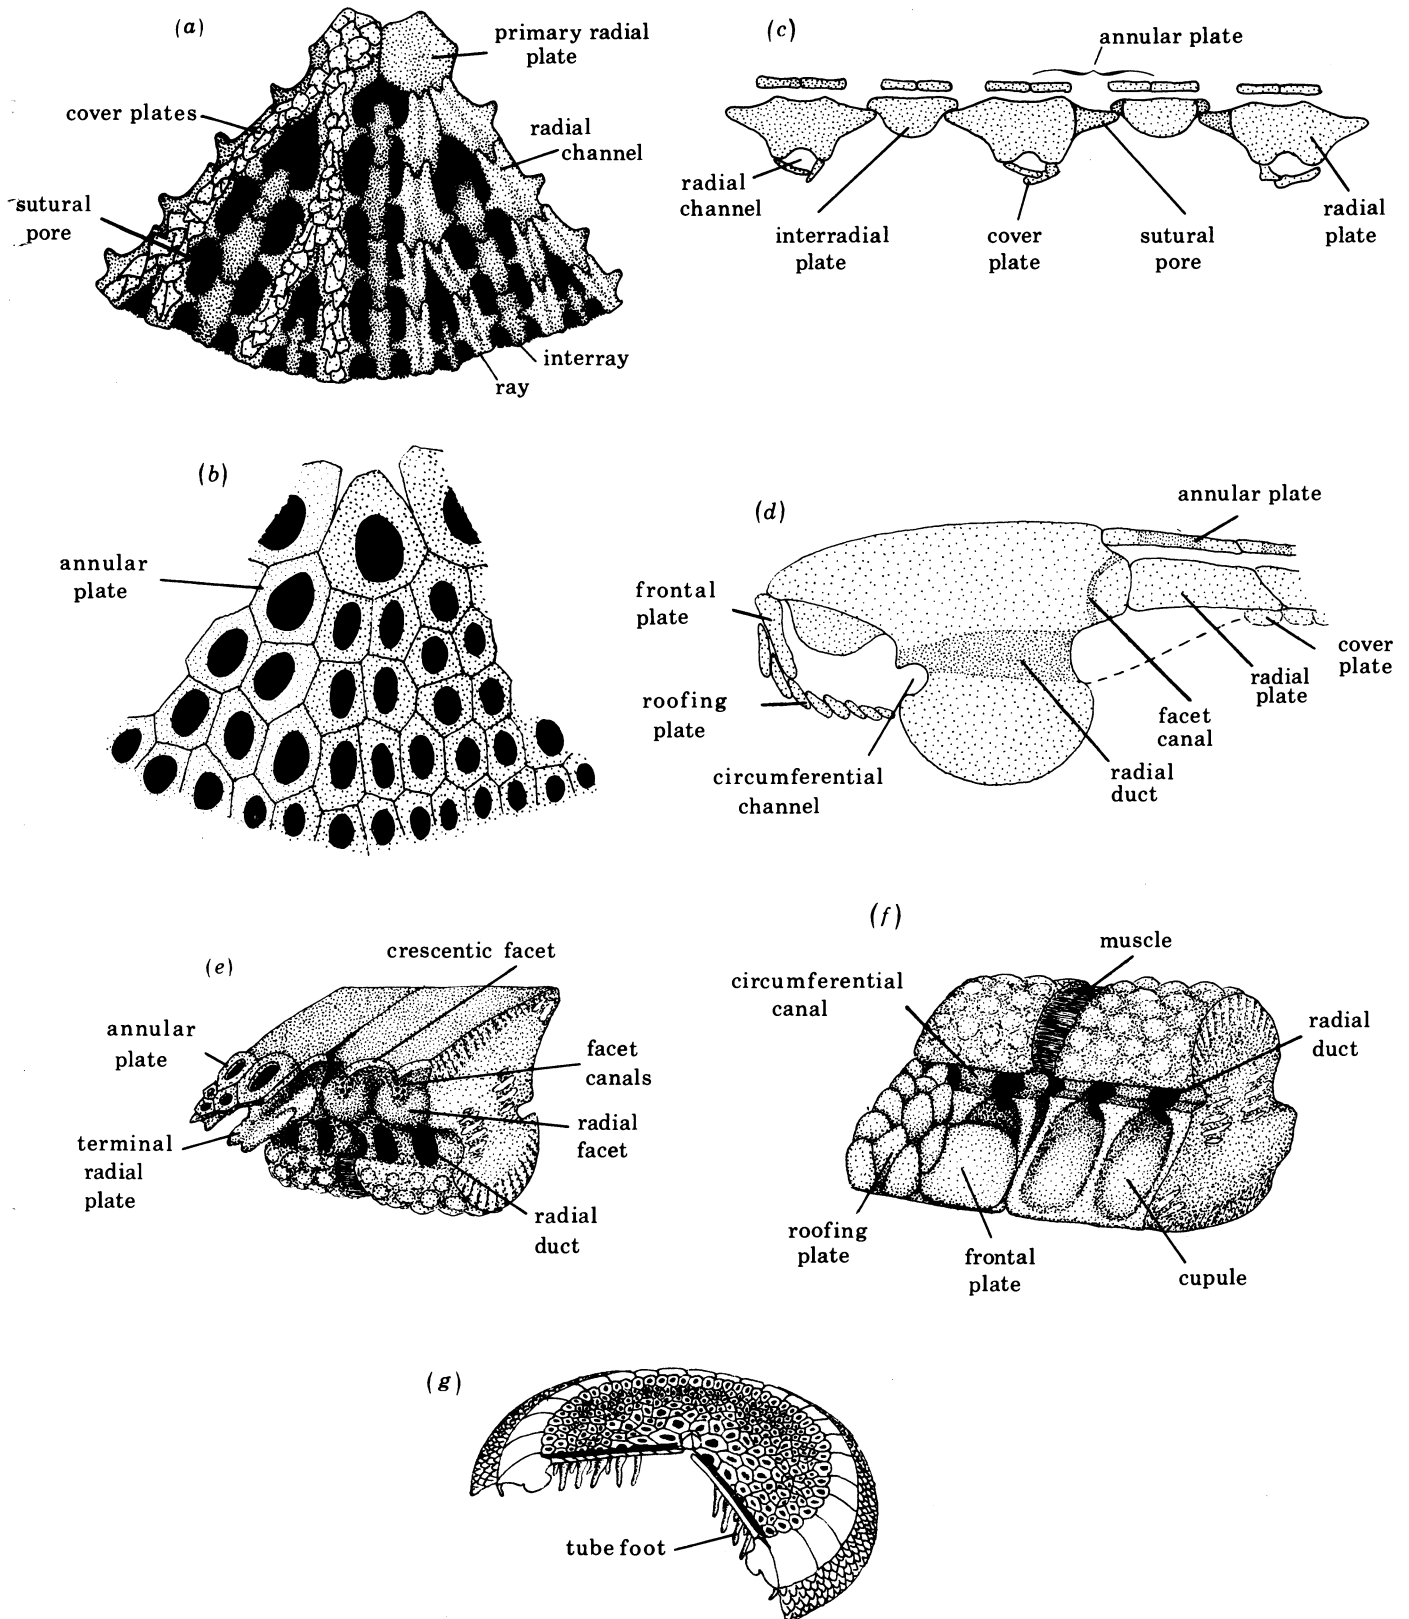 (a)
primary radial
plate
cover plates
radial
channel
sutural
pore
interray
ray
(c)
annular plate
radial
channel
interradial
plate
cover
plate
sutural
pore
radial
plate
(b)
annular
plate
(d)
annular plate
frontal
plate
roofing
plate
circumferential
channel
cover
plate
radial
plate
facet
canal
radial
duct
(e)
crescentic facet
annular
plate
facet
canals
radial
facet
terminal
radial
plate
radial
duct
(f)
muscle
circumferential
canal
radial
duct
roofing
plate
frontal
plate
cupule
(g)
tube foot